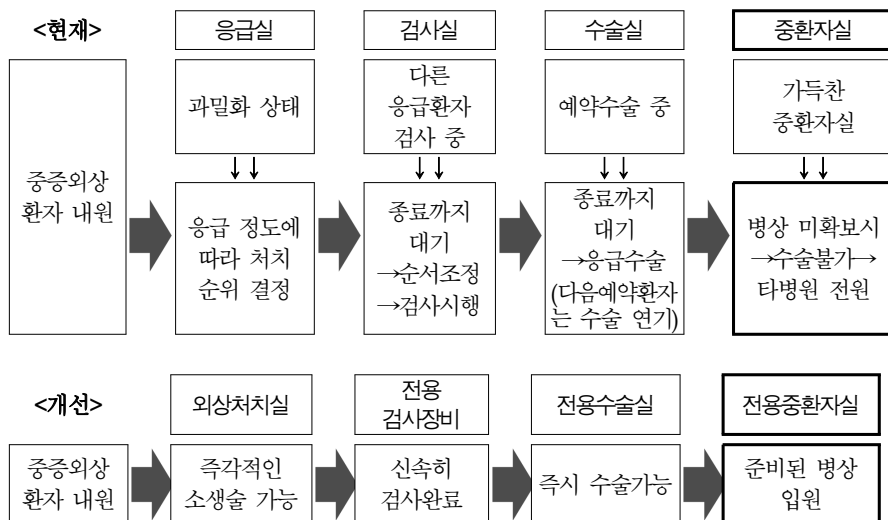 <현재>
응급실
검사실
수술실
중환자실
중증외상
환자 내원
과밀화 상태
다른
응급환자
검사 중
예약수술 중
가득찬
중환자실
↓↓
↓↓
↓↓
↓↓
응급 정도에
따라 처치
순위 결정
종료까지
대기
→순서조정
→검사시행
종료까지
대기
→응급수술
(다음예약환자
는 수술 연기)
병상 미확보시
→수술불가→
타병원 전원
<개선>
외상처치실
전용
검사장비
전용수술실
전용중환자실
중증외상
환자 내원
즉각적인
소생술 가능
신속히
검사완료
즉시 수술가능
준비된 병상
입원